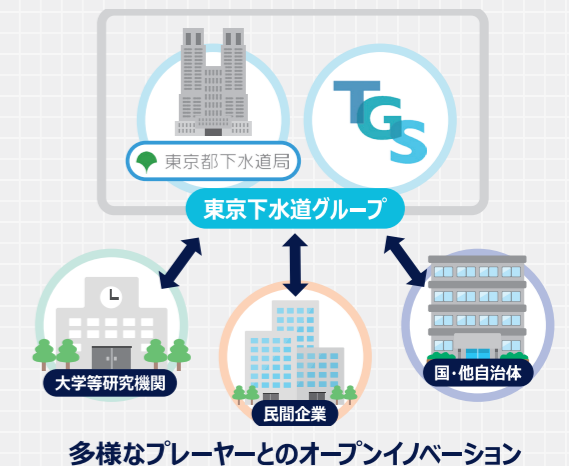 TGS
東京都下水道局
東京下水道グループ
大学等研究機関
民間企業
国・他自治体
多様なプレーヤーとのオープンイノベーション